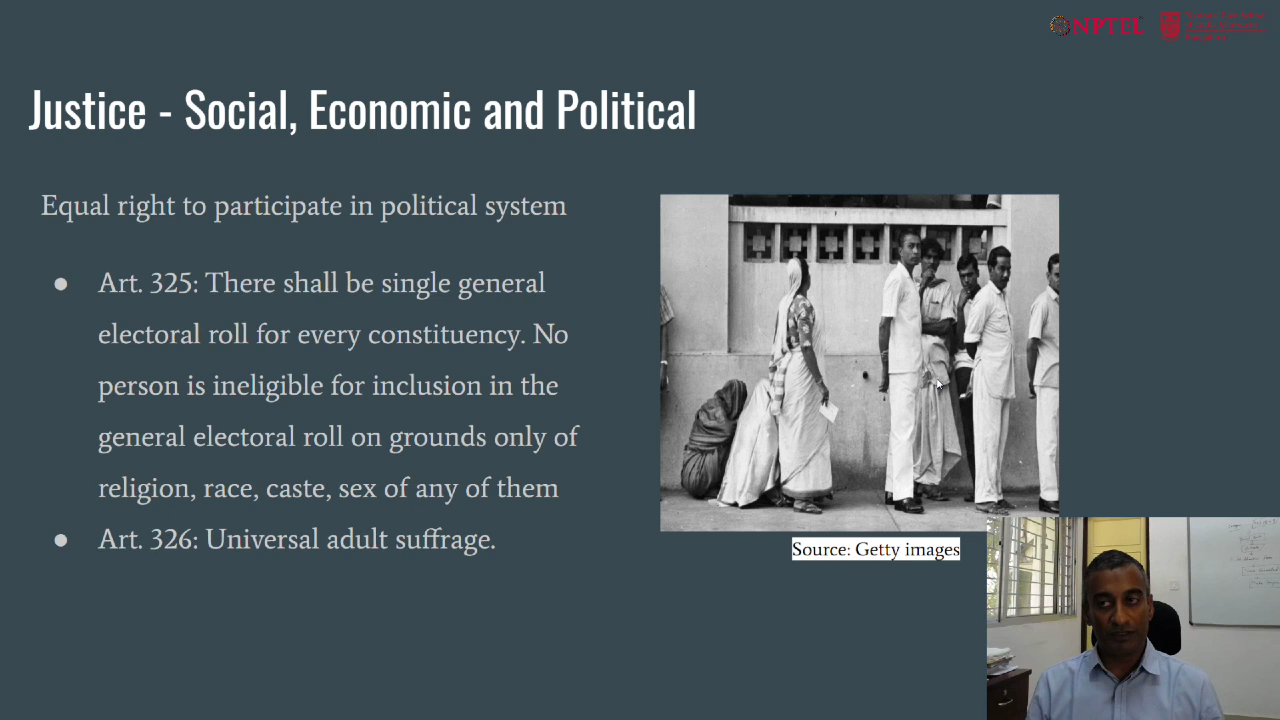 NPTEL
Justice - Social, Economic and Political
Equal right to participate in political system
● Art. 325: There shall be single general
electoral roll for every constituency. No
person is ineligible for inclusion in the
general electoral roll on grounds only of
religion, race, caste, sex of any of them
● Art. 326: Universal adult suffrage.
Source: Getty images